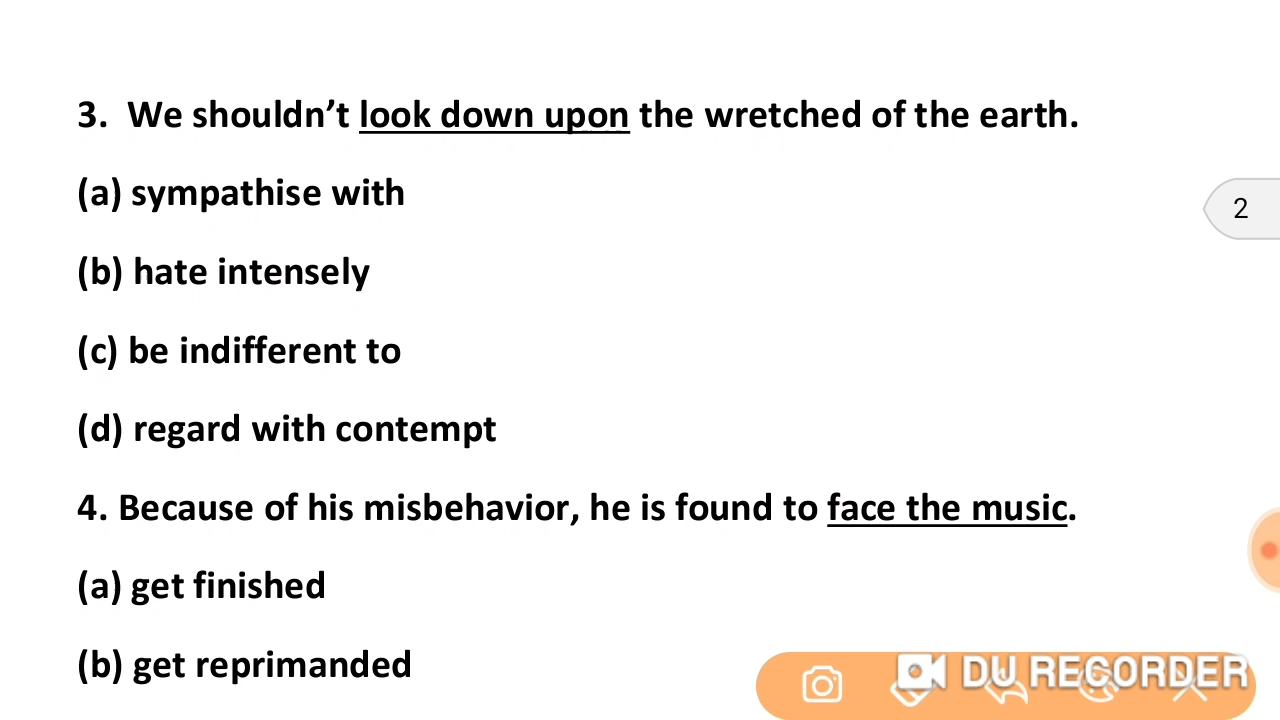 3. We shouldn’t look down upon the wretched of the earth.
(a) sympathise with
2
(b) hate intensely
(c) be indifferent to
(d) regard with contempt
4. Because of his misbehavior, he is found to face the music.
(a) get finished
(b) get reprimanded
DU RECORDER